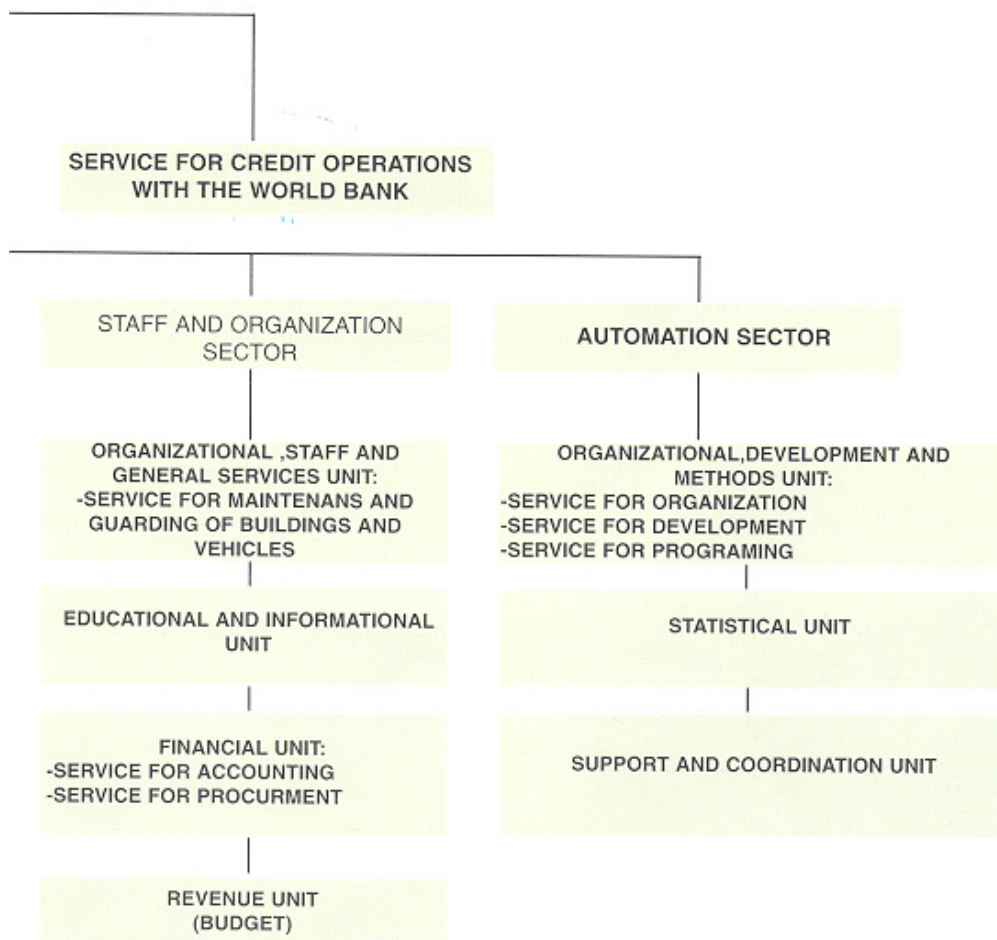 SERVICE FOR CREDIT OPERATIONS
WITH THE WORLD BANK
STAFF AND ORGANIZATION
SECTOR
AUTOMATION SECTOR
ORGANIZATIONAL ,STAFF AND
GENERAL SERVICES UNIT:
-SERVICE FOR MAINTENANS AND
GUARDING OF BUILDINGS AND
VEHICLES
ORGANIZATIONAL,DEVELOPMENT AND
METHODS UNIT:
-SERVICE FOR ORGANIZATION
-SERVICE FOR DEVELOPMENT
-SERVICE FOR PROGRAMING
EDUCATIONAL AND INFORMATIONAL
UNIT
STATISTICAL UNIT
FINANCIAL UNIT:
-SERVICE FOR ACCOUNTING
-SERVICE FOR PROCURMENT
SUPPORT AND COORDINATION UNIT
REVENUE UNIT
(BUDGET)